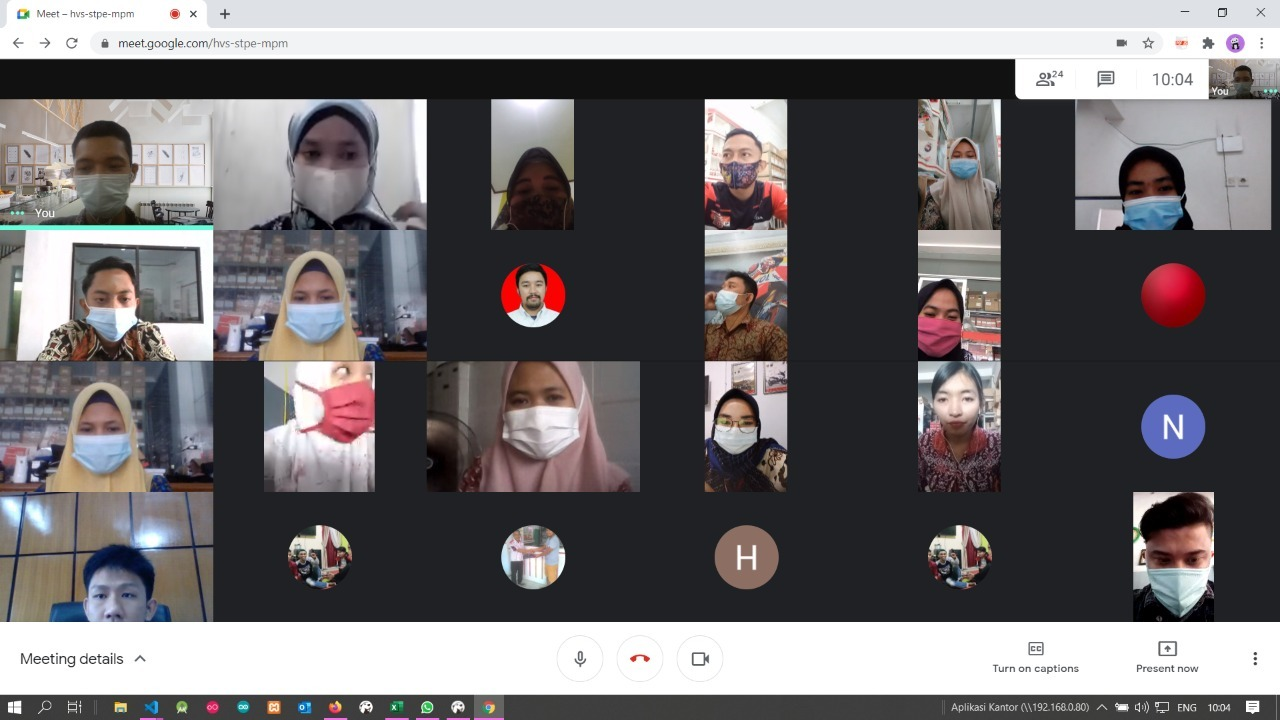 Meet – hvs-stpe-mpm
meet.google.com/hvs-stpe-mpm
24
10:04
You
You
N
H
Meeting details
CC
Turn on captions
Present now
Aplikasi Kantor (\\192.168.0.80)
ENG
10:04